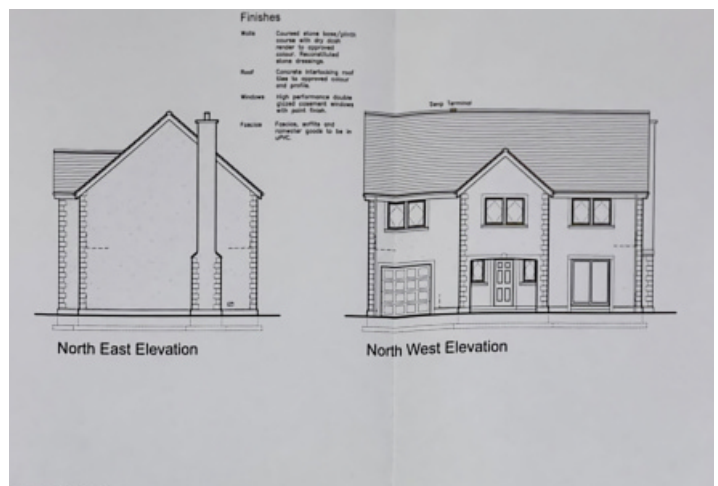 Finishes
Walls Coursed stone base/plinth
course with dry dash
render to approved
colour. Reconstituted
stone dressings.
Roof Concrete interlocking roof
tiles to approved colour
and profile.
Windows High performance double
glazed casement windows
with paint finish.
Fascias Fascias, soffits and
rainwater goods to be in
uPVC.
Terminal
North East Elevation
North West Elevation